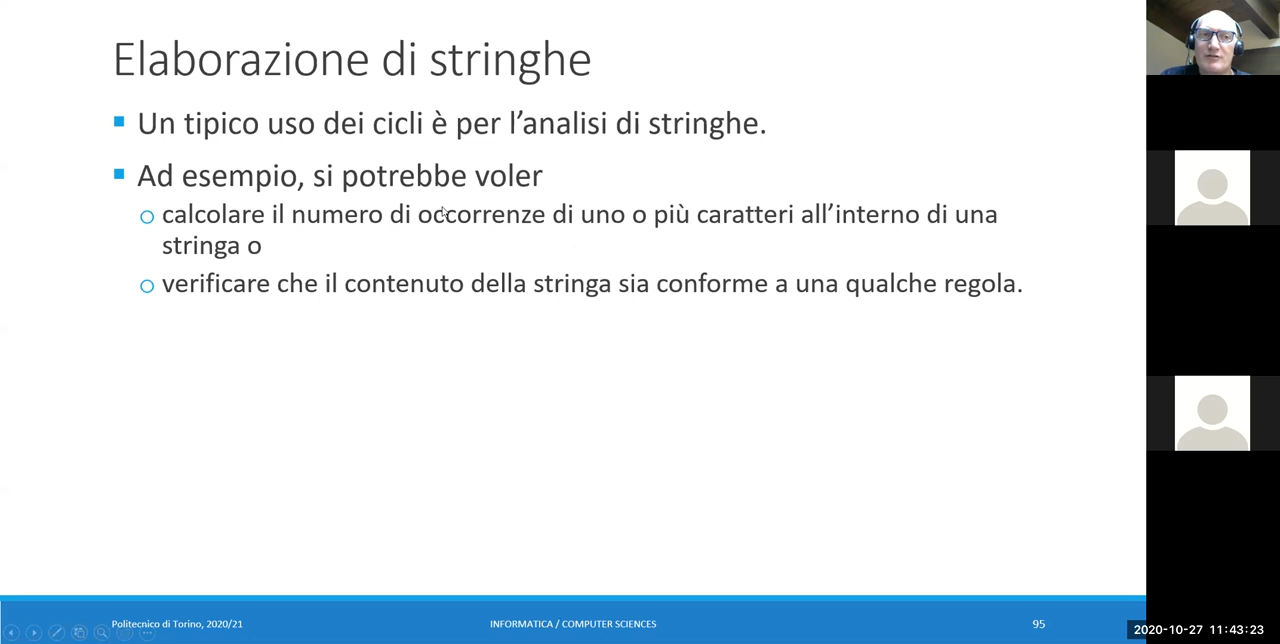 Elaborazione di stringhe
Un tipico uso dei cicli è per l’analisi di stringhe.
Ad esempio, si potrebbe voler
calcolare il numero di occorrenze di uno o più caratteri all’interno di una
stringa o
verificare che il contenuto della stringa sia conforme a una qualche regola.
Politecnico di Torino, 2020/21
INFORMATICA / COMPUTER SCIENCES
95
2020-10-27 11:43:23